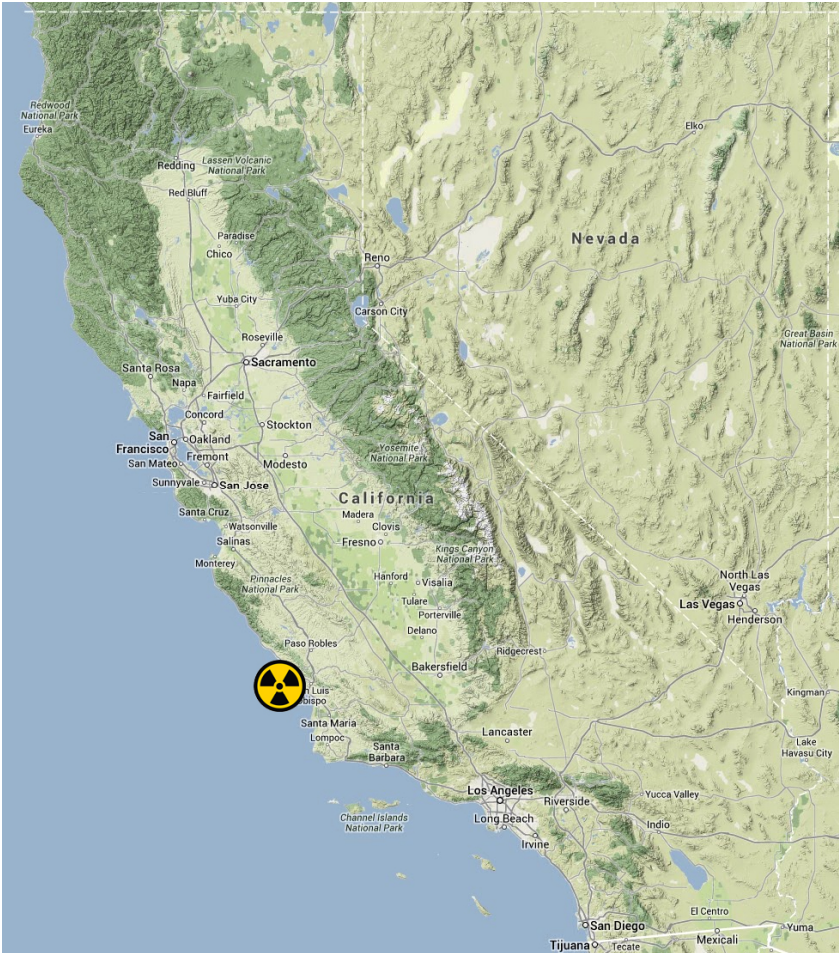 Redwood
National Park
Eureka
Redding
Lassen Volcanic
National Park
Elko
Red Bluff
Paradise
Chico
Nevada
Reno
Yuba City
Carson City
Roseville
Great Basin
National Park
Sacramento
Santa Rosa
Napa
Fairfield
Concord
Stockton
San
Francisco
Oakland
Yosemite
National Park
San Mateo
Fremont
Modesto
Sunnyvale
San Jose
California
Santa Cruz
Madera
Watsonville
Clovis
Salinas
Fresno
Kings Canyon
National Park
Monterey
Pinnacles
National Park
Hanford
Visalia
North Las
Vegas
Tulare
Las Vegas
Porterville
Henderson
Delano
Paso Robles
Ridgecrest
Bakersfield
n Luis
bispo
Kingman
Santa Maria
Lompoc
Lancaster
Lake
Havasu City
Santa
Barbara
Los Angeles
Riverside
Yucca Valley
Channel Islands
National Park
Long Beach
Indio
Irvine
El Centro
San Diego
Yuma
Tijuana
Tecate
Mexicali